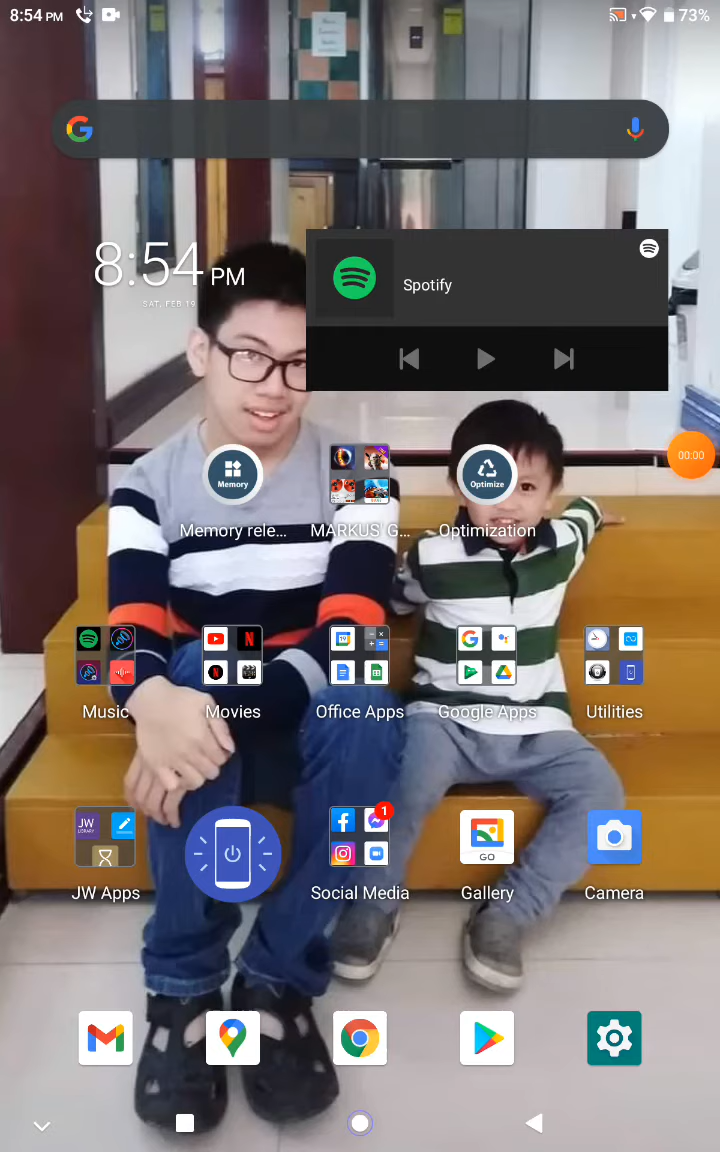 8:54 PM
73%
8:54 PM
SAT, FEB 19
Spotify
00:00
Memory
Optimize
Memory rele...
MARKUS' G...
Optimization
Music
Movies
Office Apps
Google Apps
Utilities
JW
LIBRARY
1
GO
JW Apps
Social Media
Gallery
Camera